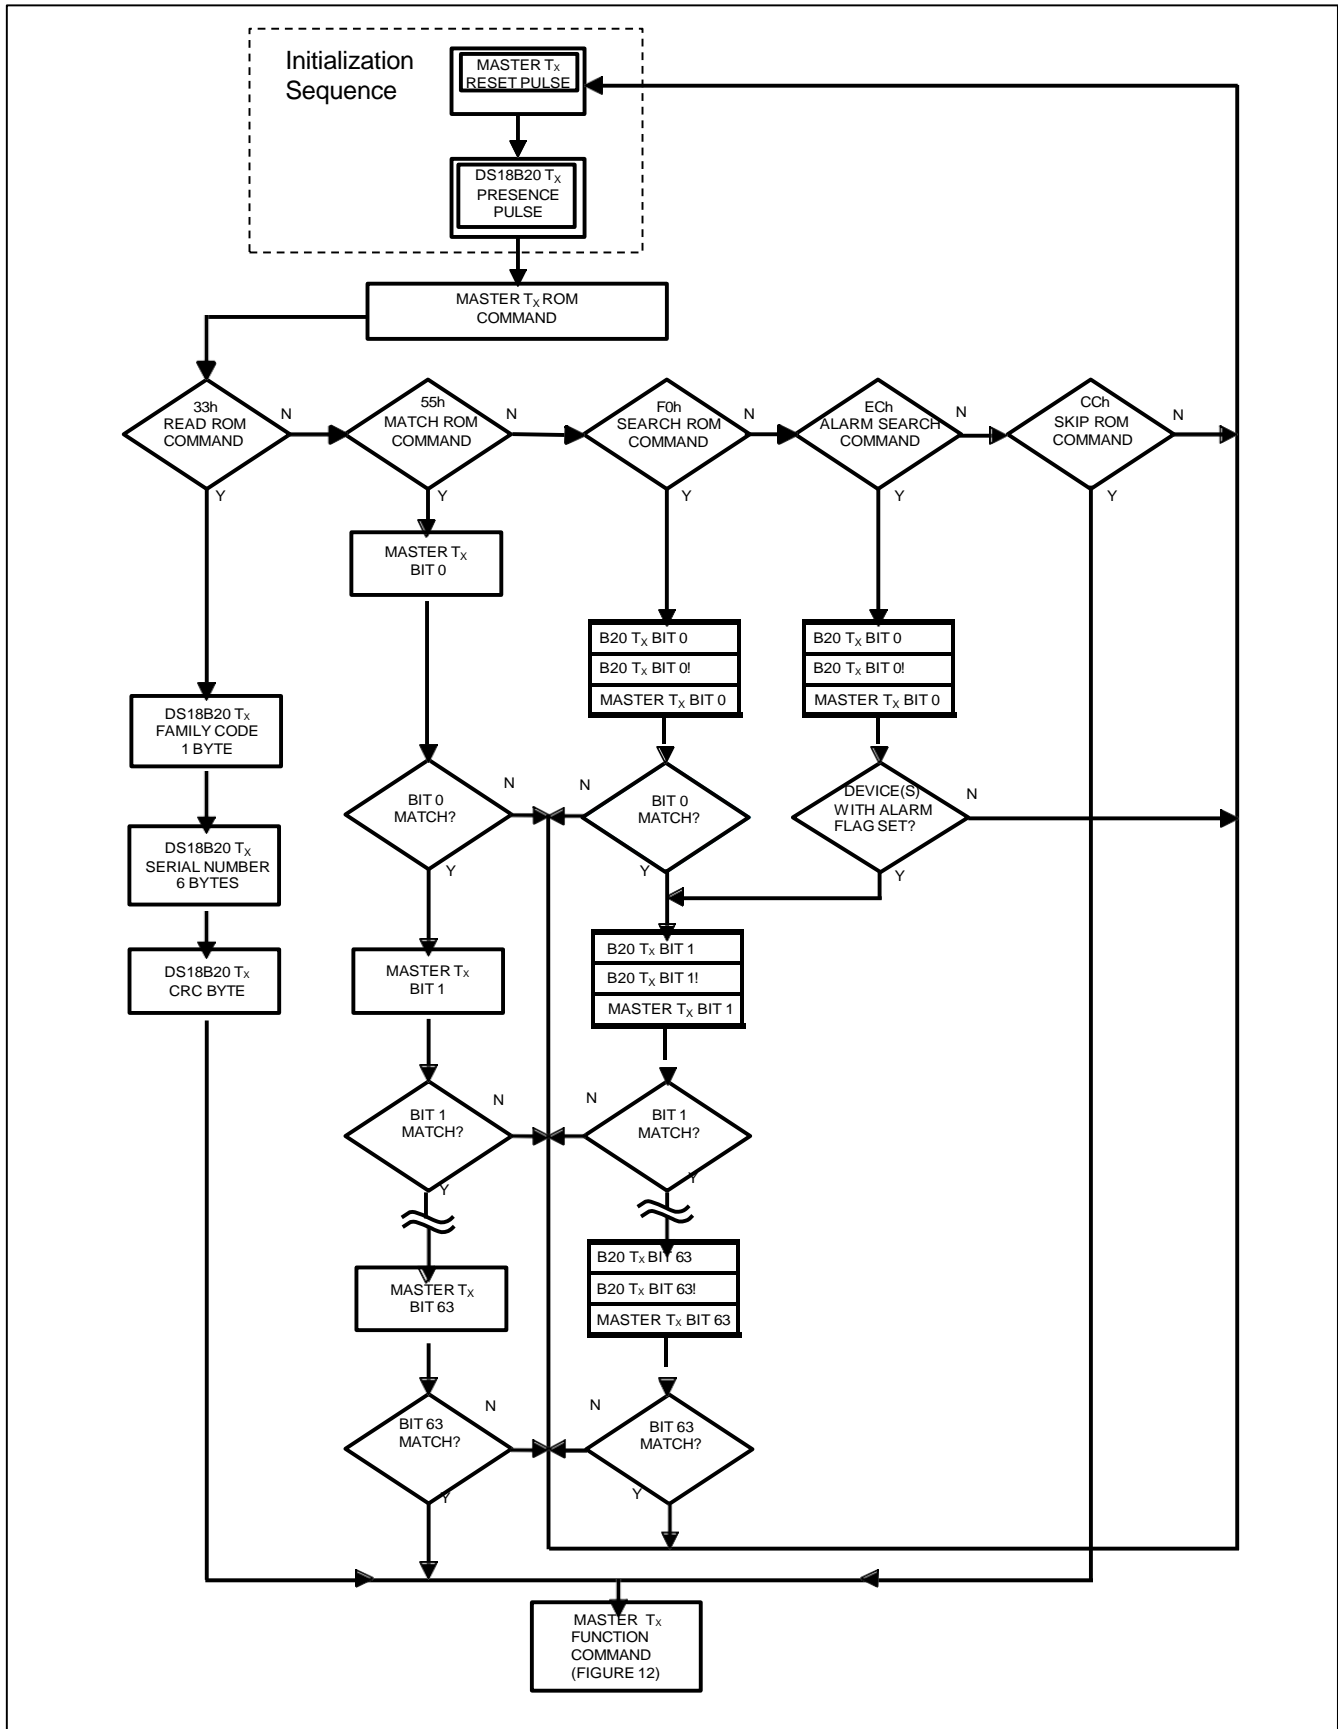 Initialization
Sequence
MASTER Tx
RESET PULSE
DS18B20 Tx
PRESENCE
PULSE
MASTER Tx ROM
COMMAND
33h
READ ROM
COMMAND
N
Y
55h
MATCH ROM
COMMAND
N
Y
F0h
SEARCH ROM
COMMAND
N
Y
ECh
ALARM SEARCH
COMMAND
N
Y
CCh
SKIP ROM
COMMAND
N
Y
MASTER Tx
BIT 0
B20 Tx BIT 0
B20 Tx BIT 0!
MASTER Tx BIT 0
B20 Tx BIT 0
B20 Tx BIT 0!
MASTER Tx BIT 0
DS18B20 Tx
FAMILY CODE
1 BYTE
BIT 0
MATCH?
N
Y
N
BIT 0
MATCH?
Y
DEVICE(S)
WITH ALARM
FLAG SET?
N
Y
DS18B20 Tx
SERIAL NUMBER
6 BYTES
DS18B20 Tx
CRC BYTE
MASTER Tx
BIT 1
B20 Tx BIT 1
B20 Tx BIT 1!
MASTER Tx BIT 1
BIT 1
MATCH?
N
Y
N
BIT 1
MATCH?
Y
MASTER Tx
BIT 63
B20 Tx BIT 63
B20 Tx BIT 63!
MASTER Tx BIT 63
BIT 63
MATCH?
N
Y
N
BIT 63
MATCH?
Y
MASTER Tx
FUNCTION
COMMAND
(FIGURE 12)